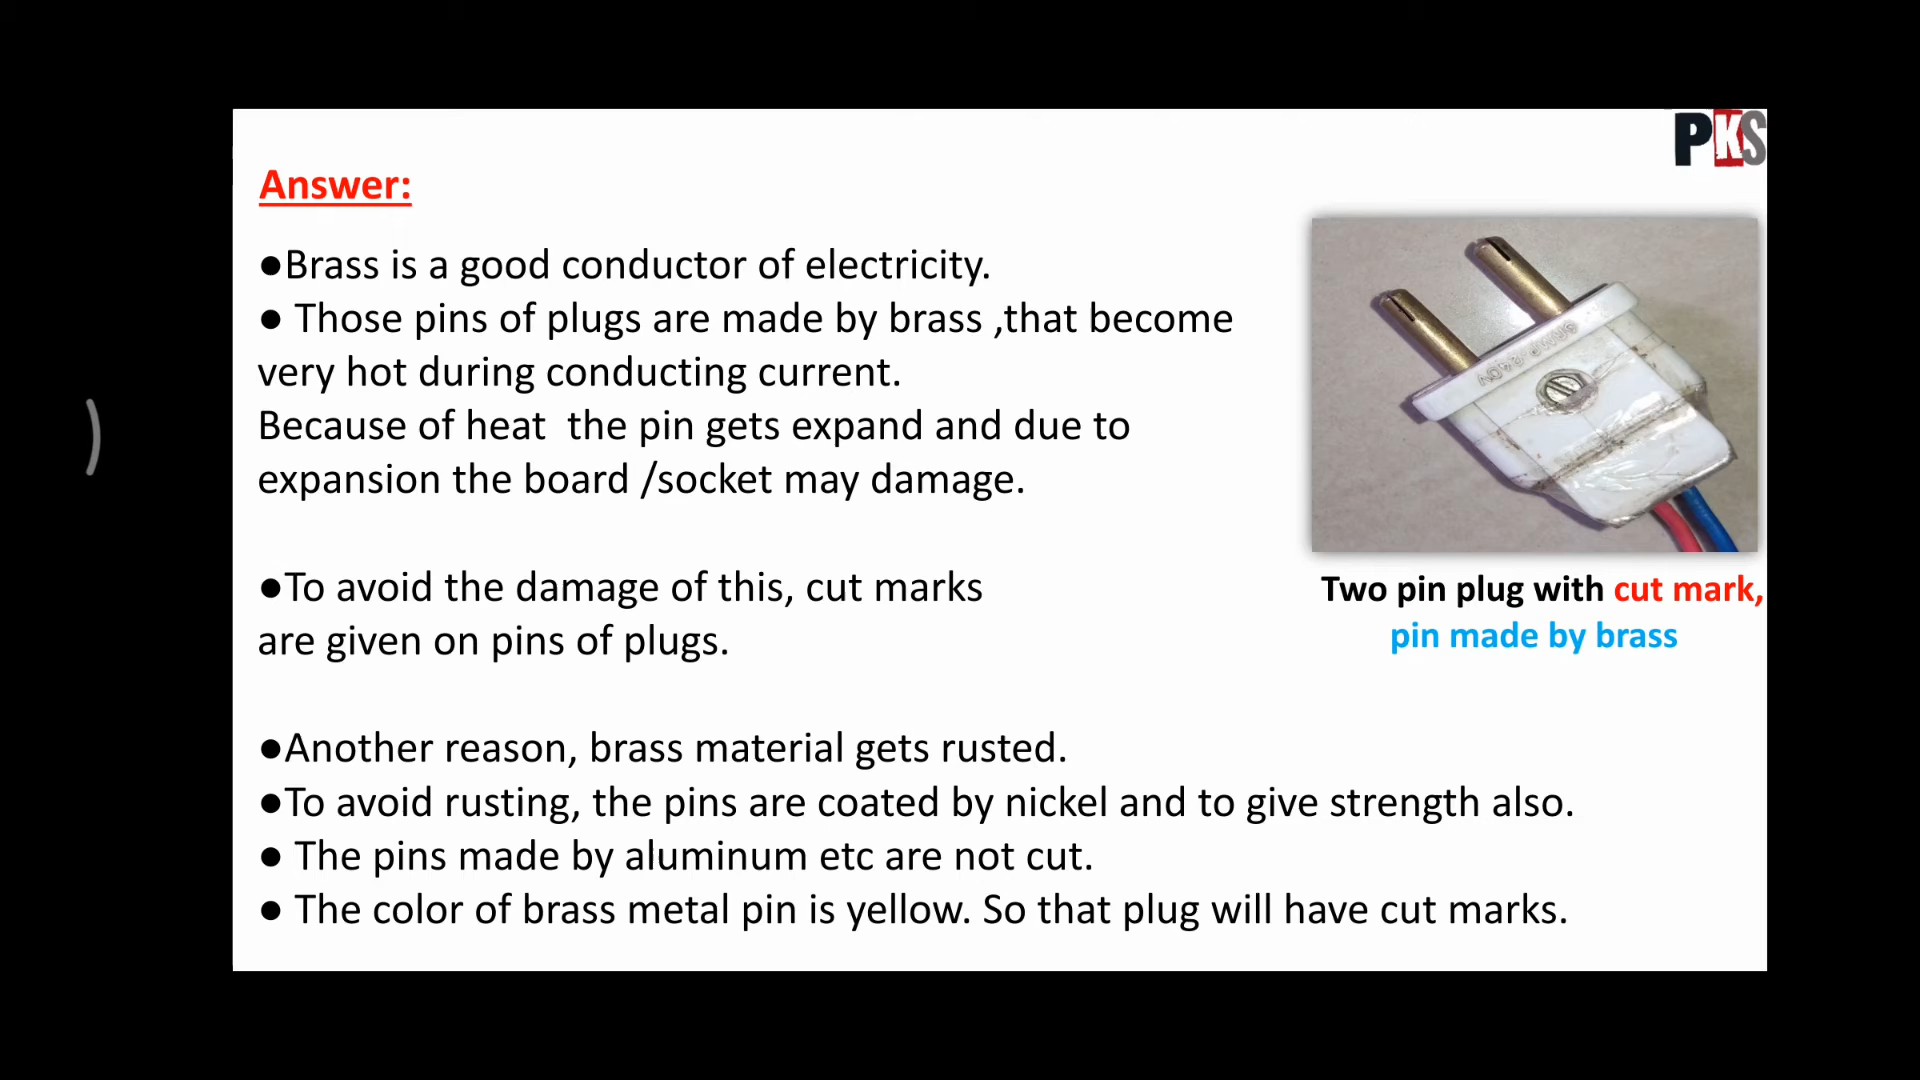 PKS
Answer:
●Brass is a good conductor of electricity.
● Those pins of plugs are made by brass ,that become
very hot during conducting current.
Because of heat  the pin gets expand and due to
expansion the board /socket may damage.
●To avoid the damage of this, cut marks
are given on pins of plugs.
Two pin plug with cut mark,
pin made by brass
●Another reason, brass material gets rusted.
●To avoid rusting, the pins are coated by nickel and to give strength also.
● The pins made by aluminum etc are not cut.
● The color of brass metal pin is yellow. So that plug will have cut marks.